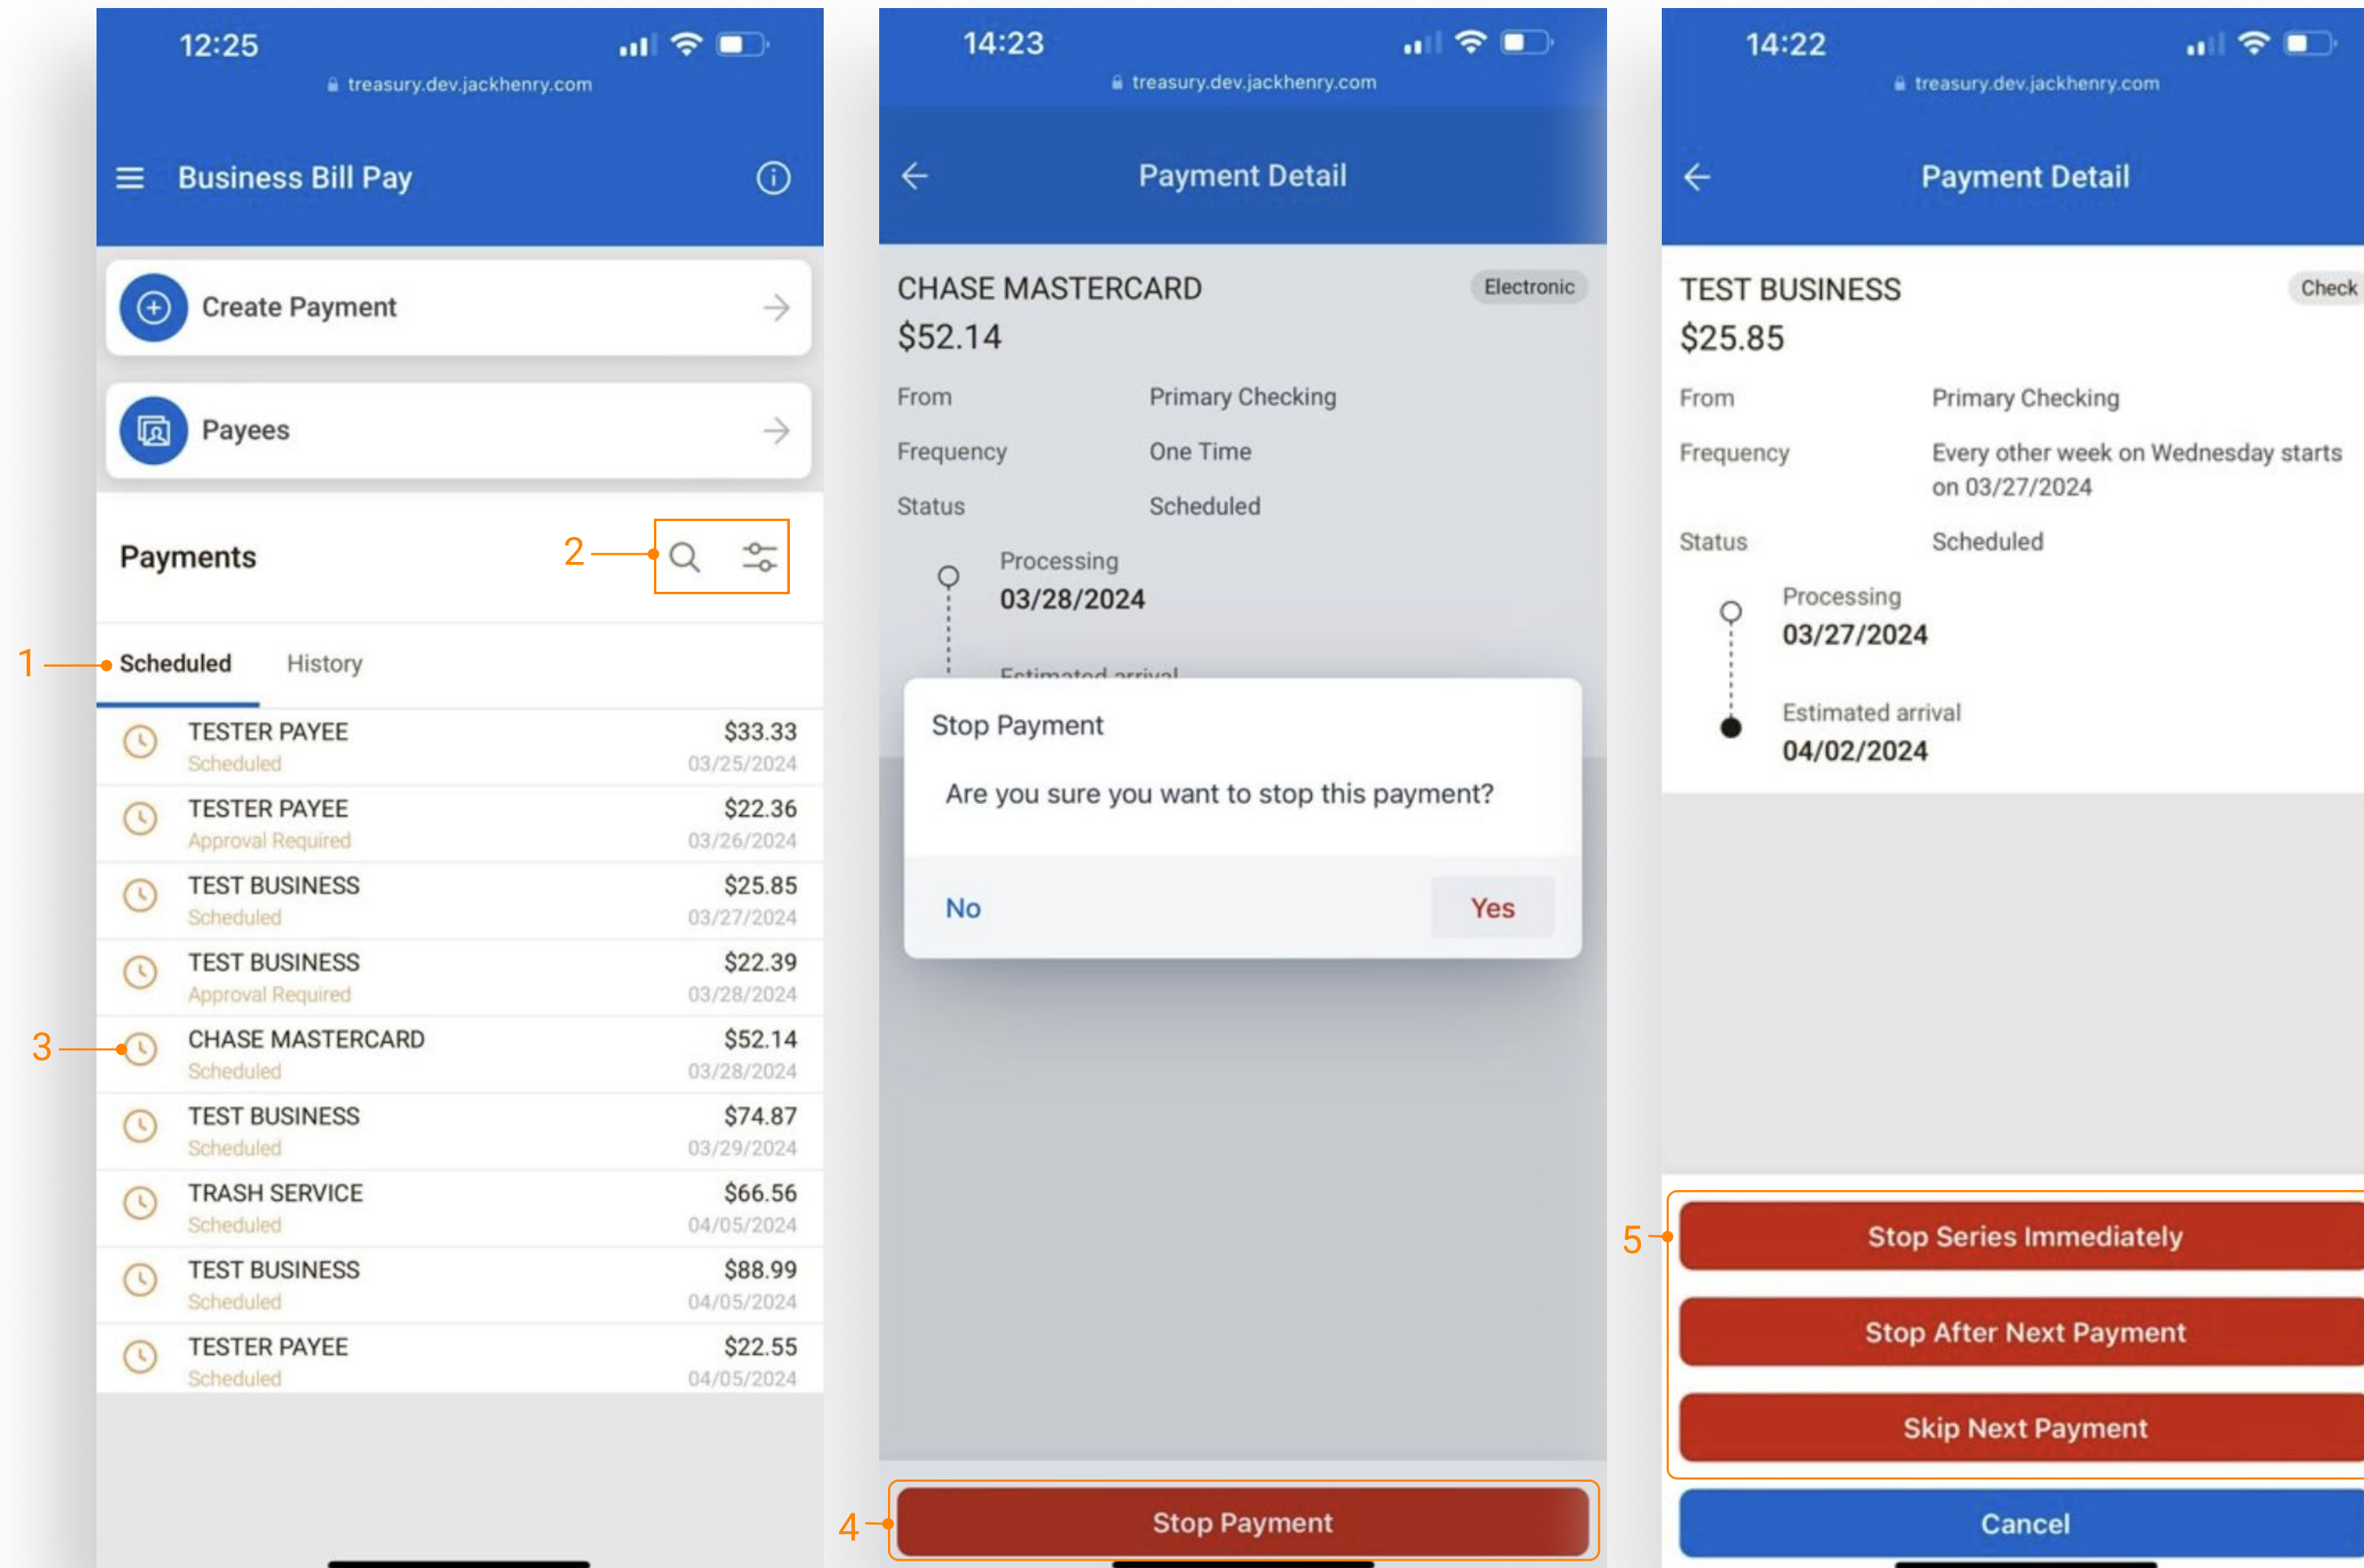 12:25
treasury.dev.jackhenry.com
Business Bill Pay
Create Payment
Payees
Payments
2
1
Scheduled History
TESTER PAYEE $33.33
Scheduled 03/25/2024
TESTER PAYEE $22.36
Approval Required 03/26/2024
TEST BUSINESS $25.85
Scheduled 03/27/2024
TEST BUSINESS $22.39
Approval Required 03/28/2024
3
CHASE MASTERCARD $52.14
Scheduled 03/28/2024
TEST BUSINESS $74.87
Scheduled 03/29/2024
TRASH SERVICE $66.56
Scheduled 04/05/2024
TEST BUSINESS $88.99
Scheduled 04/05/2024
TESTER PAYEE $22.55
Scheduled 04/05/2024
14:23
treasury.dev.jackhenry.com
Payment Detail
CHASE MASTERCARD Electronic
$52.14
From Primary Checking
Frequency One Time
Status Scheduled
Processing
03/28/2024
Estimated arrival
Stop Payment
Are you sure you want to stop this payment?
No Yes
4
Stop Payment
14:22
treasury.dev.jackhenry.com
Payment Detail
TEST BUSINESS Check
$25.85
From Primary Checking
Frequency Every other week on Wednesday starts
on 03/27/2024
Status Scheduled
Processing
03/27/2024
Estimated arrival
04/02/2024
5
Stop Series Immediately
Stop After Next Payment
Skip Next Payment
Cancel